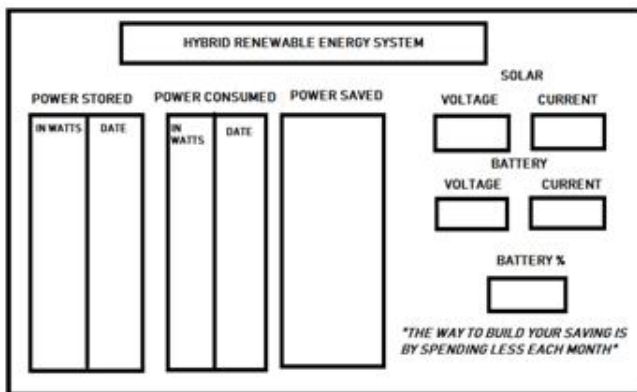 HYBRID RENEWABLE ENERGY SYSTEM
SOLAR
POWER STORED POWER CONSUMED POWER SAVED VOLTAGE CURRENT
IN WATTS DATE IN WATTS DATE
BATTERY
VOLTAGE CURRENT
BATTERY %
"THE WAY TO BUILD YOUR SAVING IS
BY SPENDING LESS EACH MONTH"